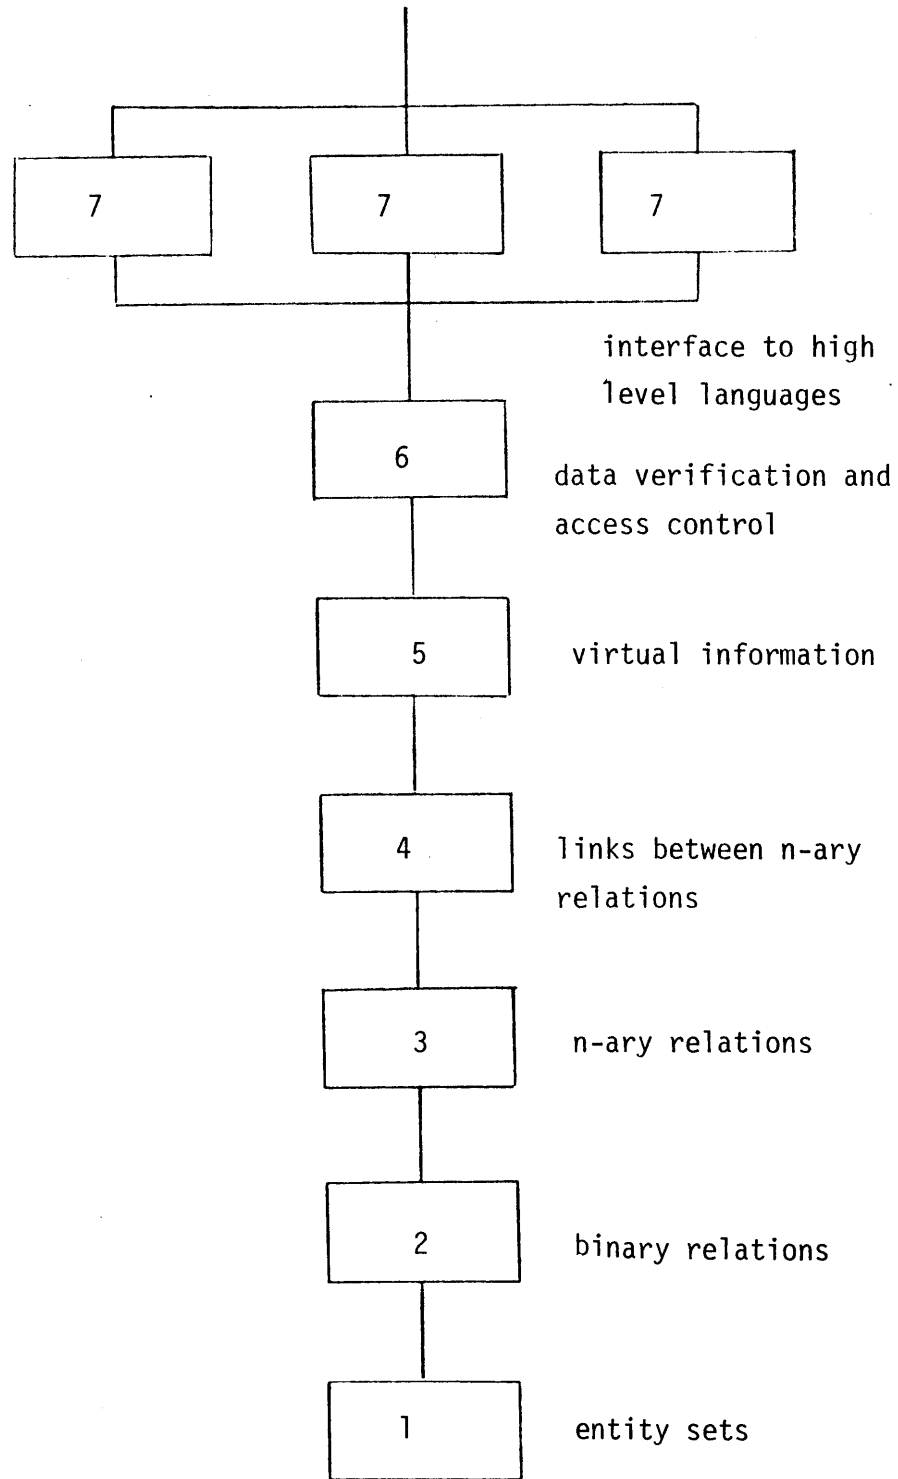 7 7 7
interface to high
level languages
6
data verification and
access control
5 virtual information
4 links between n-ary
relations
3 n-ary relations
2 binary relations
1 entity sets